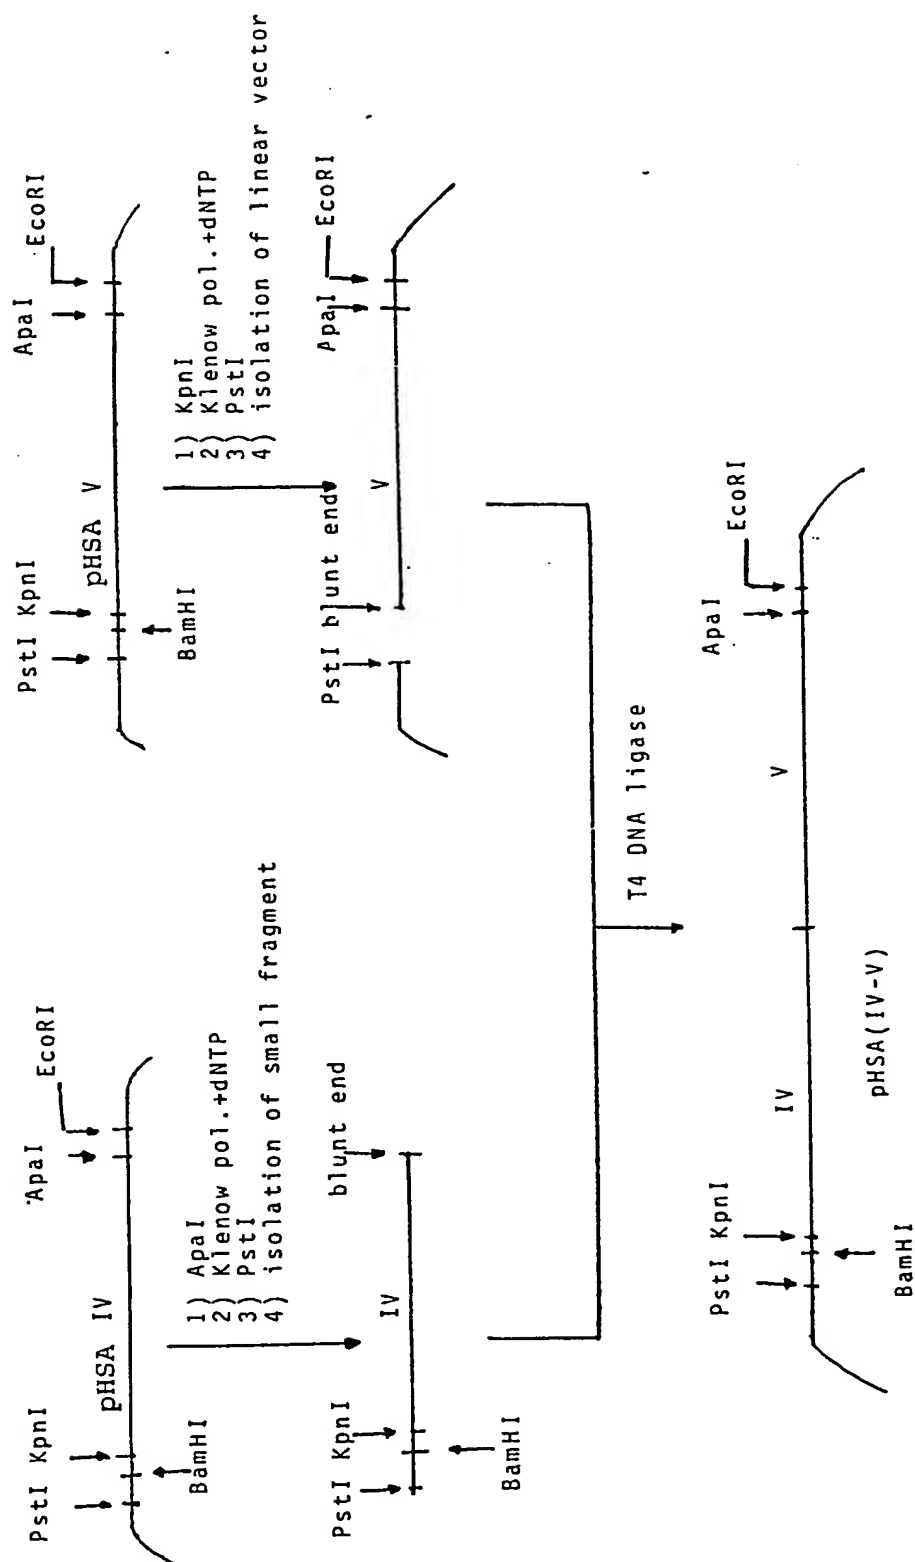 PstI KpnI
BamHI
pHSA IV
ApaI
EcoRI
1) ApaI
2) Klenow pol.+dNTP
3) PstI
4) isolation of small fragment
PstI KpnI
BamHI
IV
blunt end
PstI KpnI
BamHI
pHSA V
ApaI
EcoRI
1) KpnI
2) Klenow pol.+dNTP
3) PstI
4) isolation of linear vector
PstI blunt end
V
ApaI
EcoRI
T4 DNA ligase
PstI KpnI
BamHI
IV
V
ApaI
EcoRI
pHSA(IV-V)